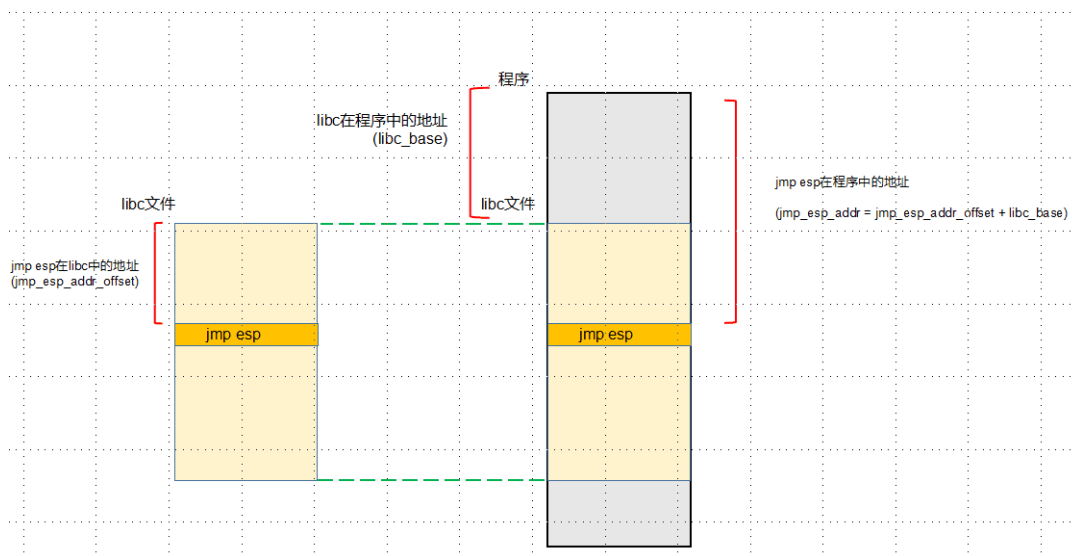 程序
libc在程序中的地址
(libc_base)
libc文件
libc文件
jmp esp在libc中的地址
(jmp_esp_addr_offset)
jmp esp
jmp esp
jmp esp在程序中的地址
(jmp_esp_addr = jmp_esp_addr_offset + libc_base)